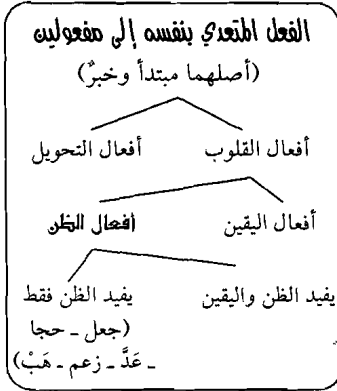 الفعل المتعدي بنفسه إلى مفعولين
(أصلهما مبتدأ وخبرٌ)
أفعال القلوب أفعال التحويل
أفعال اليقين أفعال الظن
يفيد الظن واليقين يفيد الظن فقط
(جعل ـ حجا
ـ عَدَّ ـ زعم ـ هَبْ)